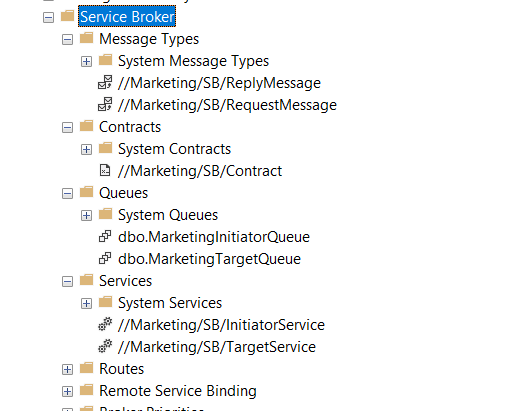 Service Broker
Message Types
System Message Types
//Marketing/SB/ReplyMessage
//Marketing/SB/RequestMessage
Contracts
System Contracts
//Marketing/SB/Contract
Queues
System Queues
dbo.MarketingInitiatorQueue
dbo.MarketingTargetQueue
Services
System Services
//Marketing/SB/InitiatorService
//Marketing/SB/TargetService
Routes
Remote Service Binding
Broker Priorities